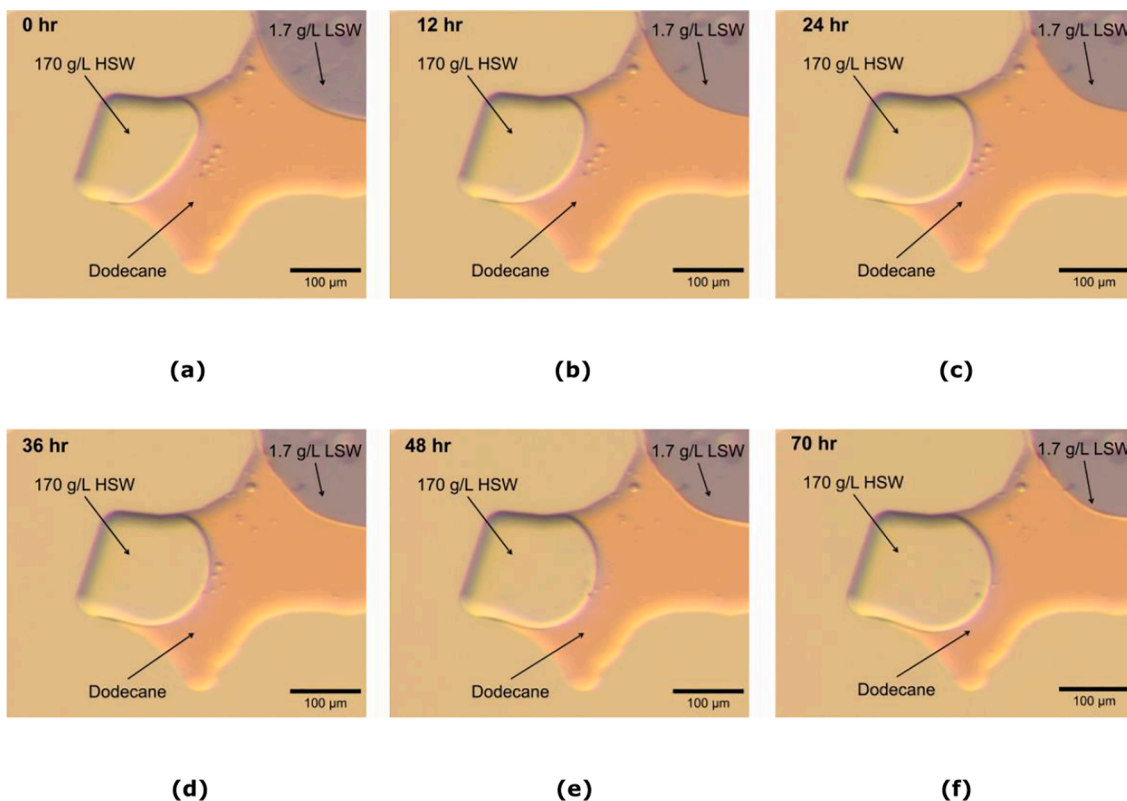 0 hr
1.7 g/L LSW
170 g/L HSW
Dodecane
100 µm
12 hr
1.7 g/L LSW
170 g/L HSW
Dodecane
100 µm
24 hr
1.7 g/L LSW
170 g/L HSW
Dodecane
100 µm
(a)
(b)
(c)
36 hr
1.7 g/L LSW
170 g/L HSW
Dodecane
100 µm
48 hr
1.7 g/L LSW
170 g/L HSW
Dodecane
100 µm
70 hr
1.7 g/L LSW
170 g/L HSW
Dodecane
100 µm
(d)
(e)
(f)